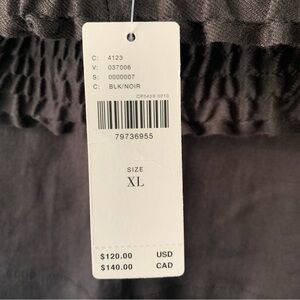 C: 4123
V: 037006
S: 0000007
C: BLK/NOIR
79736955
SIZE
XL
$120.00 USD
$140.00 CAD